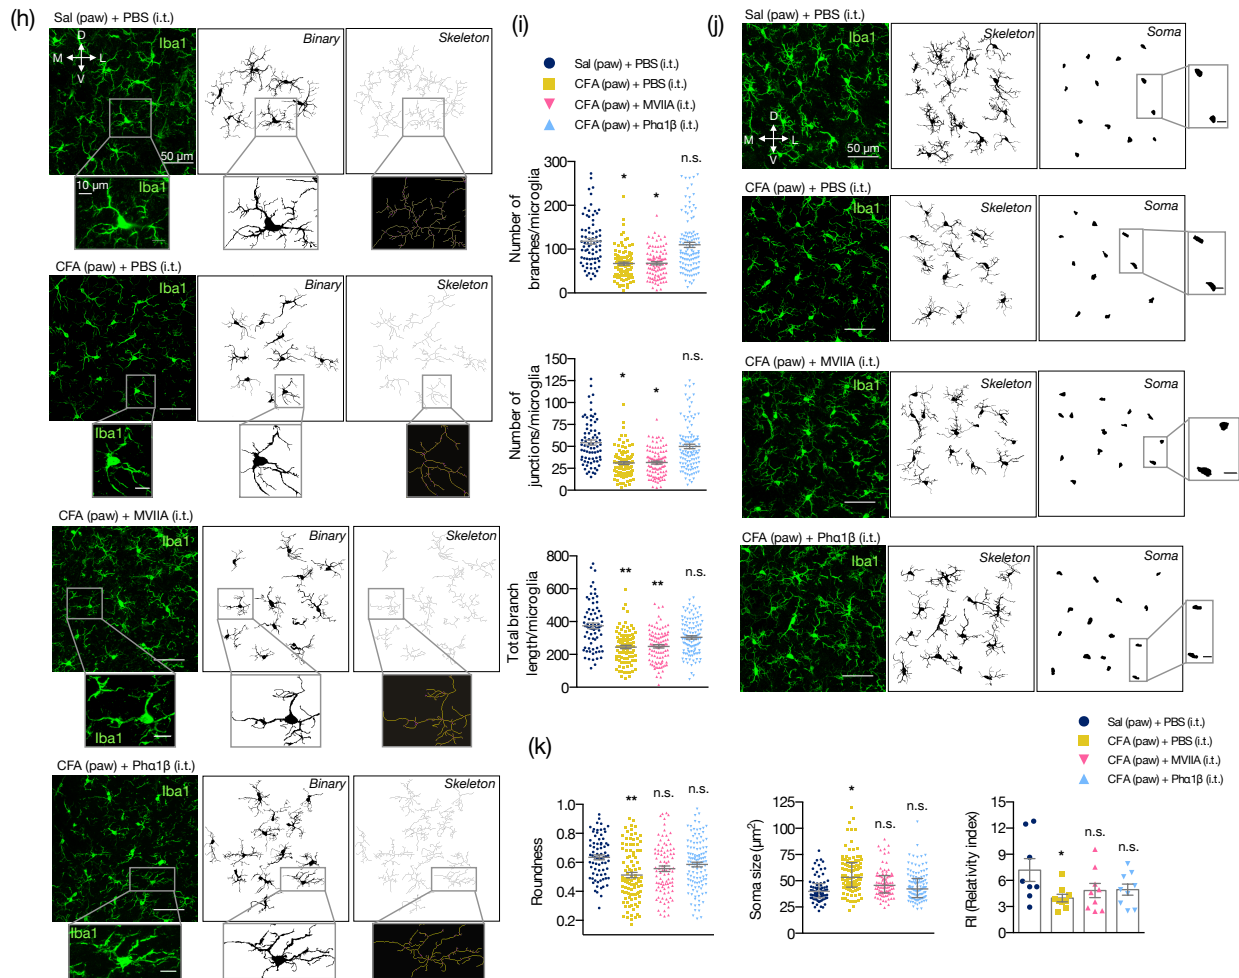 (h)
Sal (paw) + PBS (i.t.)
D
M L
V
Iba1
50 µm
Binary
Skeleton
10 µm
Iba1
CFA (paw) + PBS (i.t.)
Iba1
Binary
Skeleton
Iba1
CFA (paw) + MVIIA (i.t.)
Iba1
Binary
Skeleton
Iba1
CFA (paw) + Phα1β (i.t.)
Iba1
Binary
Skeleton
Iba1
(i)
Sal (paw) + PBS (i.t.)
CFA (paw) + PBS (i.t.)
CFA (paw) + MVIIA (i.t.)
CFA (paw) + Phα1β (i.t.)
Number of
branches/microglia
300
200
100
0
*
*
n.s.
Number of
junctions/microglia
150
125
100
75
50
25
0
*
*
n.s.
Total branch
length/microglia
800
600
400
200
0
**
**
n.s.
(j)
Sal (paw) + PBS (i.t.)
Iba1
D
M L
V
50 µm
Skeleton
Soma
CFA (paw) + PBS (i.t.)
Iba1
Skeleton
Soma
CFA (paw) + MVIIA (i.t.)
Iba1
Skeleton
Soma
CFA (paw) + Phα1β (i.t.)
Iba1
Skeleton
Soma
(k)
Sal (paw) + PBS (i.t.)
CFA (paw) + PBS (i.t.)
CFA (paw) + MVIIA (i.t.)
CFA (paw) + Phα1β (i.t.)
Roundness
1.0
0.8
0.6
0.4
0.2
0.0
**
n.s.
n.s.
Soma size (µm²)
125
100
75
50
25
0
*
n.s.
n.s.
RI (Relativity index)
15
12
9
6
3
0
*
n.s.
n.s.